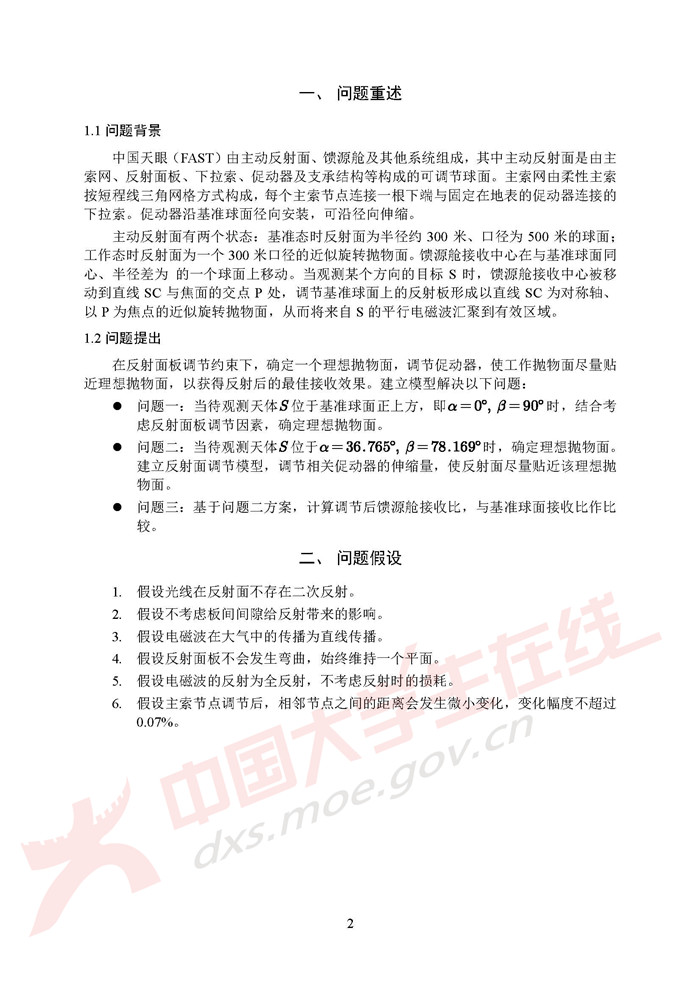 一、 问题重述
1.1 问题背景
中国天眼（FAST）由主动反射面、馈源舱及其他系统组成，其中主动反射面是由主
索网、反射面板、下拉索、促动器及支承结构等构成的可调节球面。主索网由柔性主索
按短程线三角网格方式构成，每个主索节点连接一根下端与固定在地表的促动器连接的
下拉索。促动器沿基准球面径向安装，可沿径向伸缩。
主动反射面有两个状态：基准态时反射面为半径约 300 米、口径为 500 米的球面；
工作态时反射面为一个 300 米口径的近似旋转抛物面。馈源舱接收中心在与基准球面同
心、半径差为 的一个球面上移动。当观测某个方向的目标 S 时，馈源舱接收中心被移
动到直线 SC 与焦面的交点 P 处，调节基准球面上的反射板形成以直线 SC 为对称轴、
以 P 为焦点的近似旋转抛物面，从而将来自 S 的平行电磁波汇聚到有效区域。
1.2 问题提出
在反射面板调节约束下，确定一个理想抛物面，调节促动器，使工作抛物面尽量贴
近理想抛物面，以获得反射后的最佳接收效果。建立模型解决以下问题：
● 问题一：当待观测天体S位于基准球面正上方，即α=0°, β=90°时，结合考
虑反射面板调节因素，确定理想抛物面。
● 问题二：当待观测天体S位于α=36.765°, β=78.169°时，确定理想抛物面。
建立反射面调节模型，调节相关促动器的伸缩量，使反射面尽量贴近该理想抛
物面。
● 问题三：基于问题二方案，计算调节后馈源舱接收比，与基准球面接收比作比
较。
二、 问题假设
1. 假设光线在反射面不存在二次反射。
2. 假设不考虑板间间隙给反射带来的影响。
3. 假设电磁波在大气中的传播为直线传播。
4. 假设反射面板不会发生弯曲，始终维持一个平面。
5. 假设电磁波的反射为全反射，不考虑反射时的损耗。
6. 假设主索节点调节后，相邻节点之间的距离会发生微小变化，变化幅度不超过
0.07%。
中国大学生在线
dxs.moe.gov.cn
2